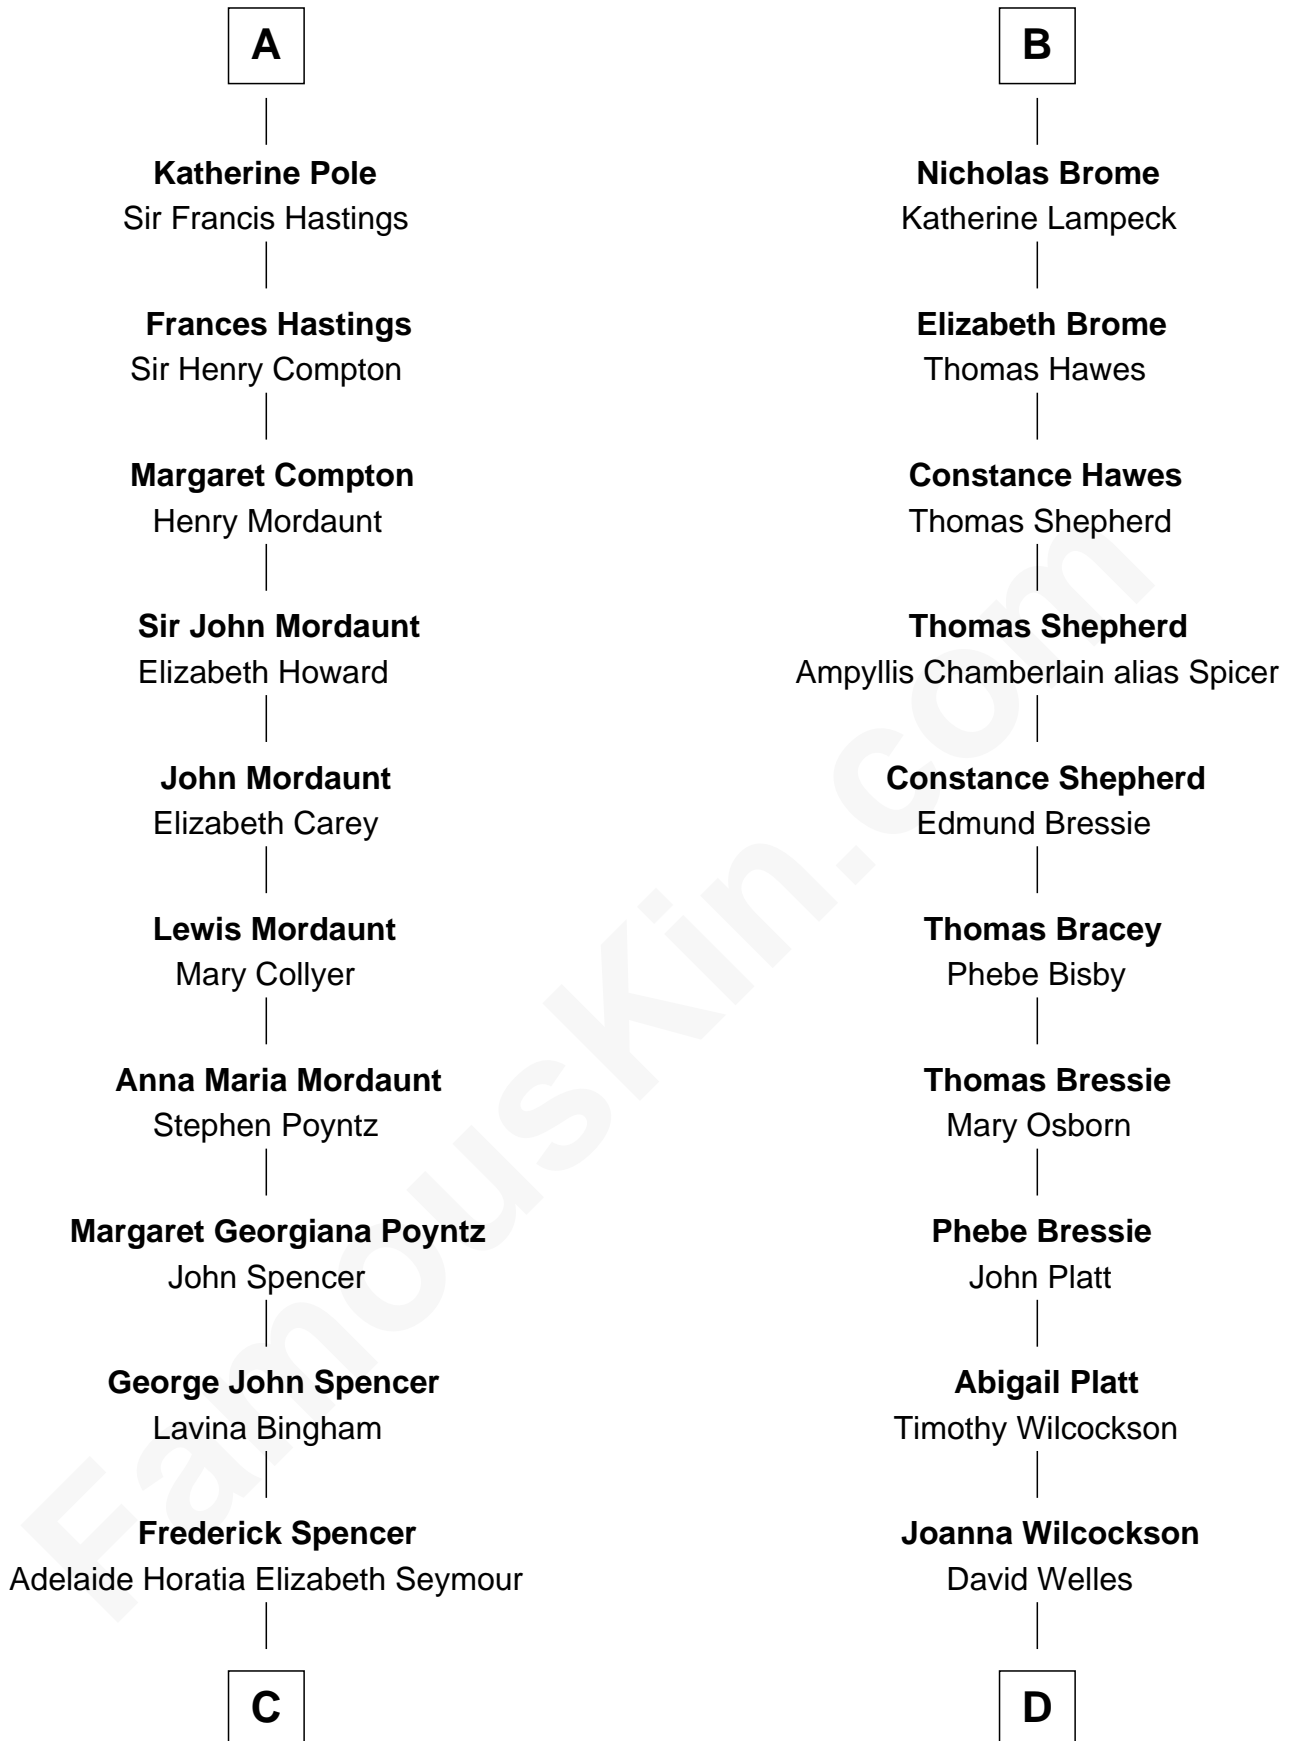 A
Katherine Pole
Sir Francis Hastings
Frances Hastings
Sir Henry Compton
Margaret Compton
Henry Mordaunt
Sir John Mordaunt
Elizabeth Howard
John Mordaunt
Elizabeth Carey
Lewis Mordaunt
Mary Collyer
Anna Maria Mordaunt
Stephen Poyntz
Margaret Georgiana Poyntz
John Spencer
George John Spencer
Lavina Bingham
Frederick Spencer
Adelaide Horatia Elizabeth Seymour
C
B
Nicholas Brome
Katherine Lampeck
Elizabeth Brome
Thomas Hawes
Constance Hawes
Thomas Shepherd
Thomas Shepherd
Ampyllis Chamberlain alias Spicer
Constance Shepherd
Edmund Bressie
Thomas Bracey
Phebe Bisby
Thomas Bressie
Mary Osborn
Phebe Bressie
John Platt
Abigail Platt
Timothy Wilcockson
Joanna Wilcockson
David Welles
D
FamousKin.com